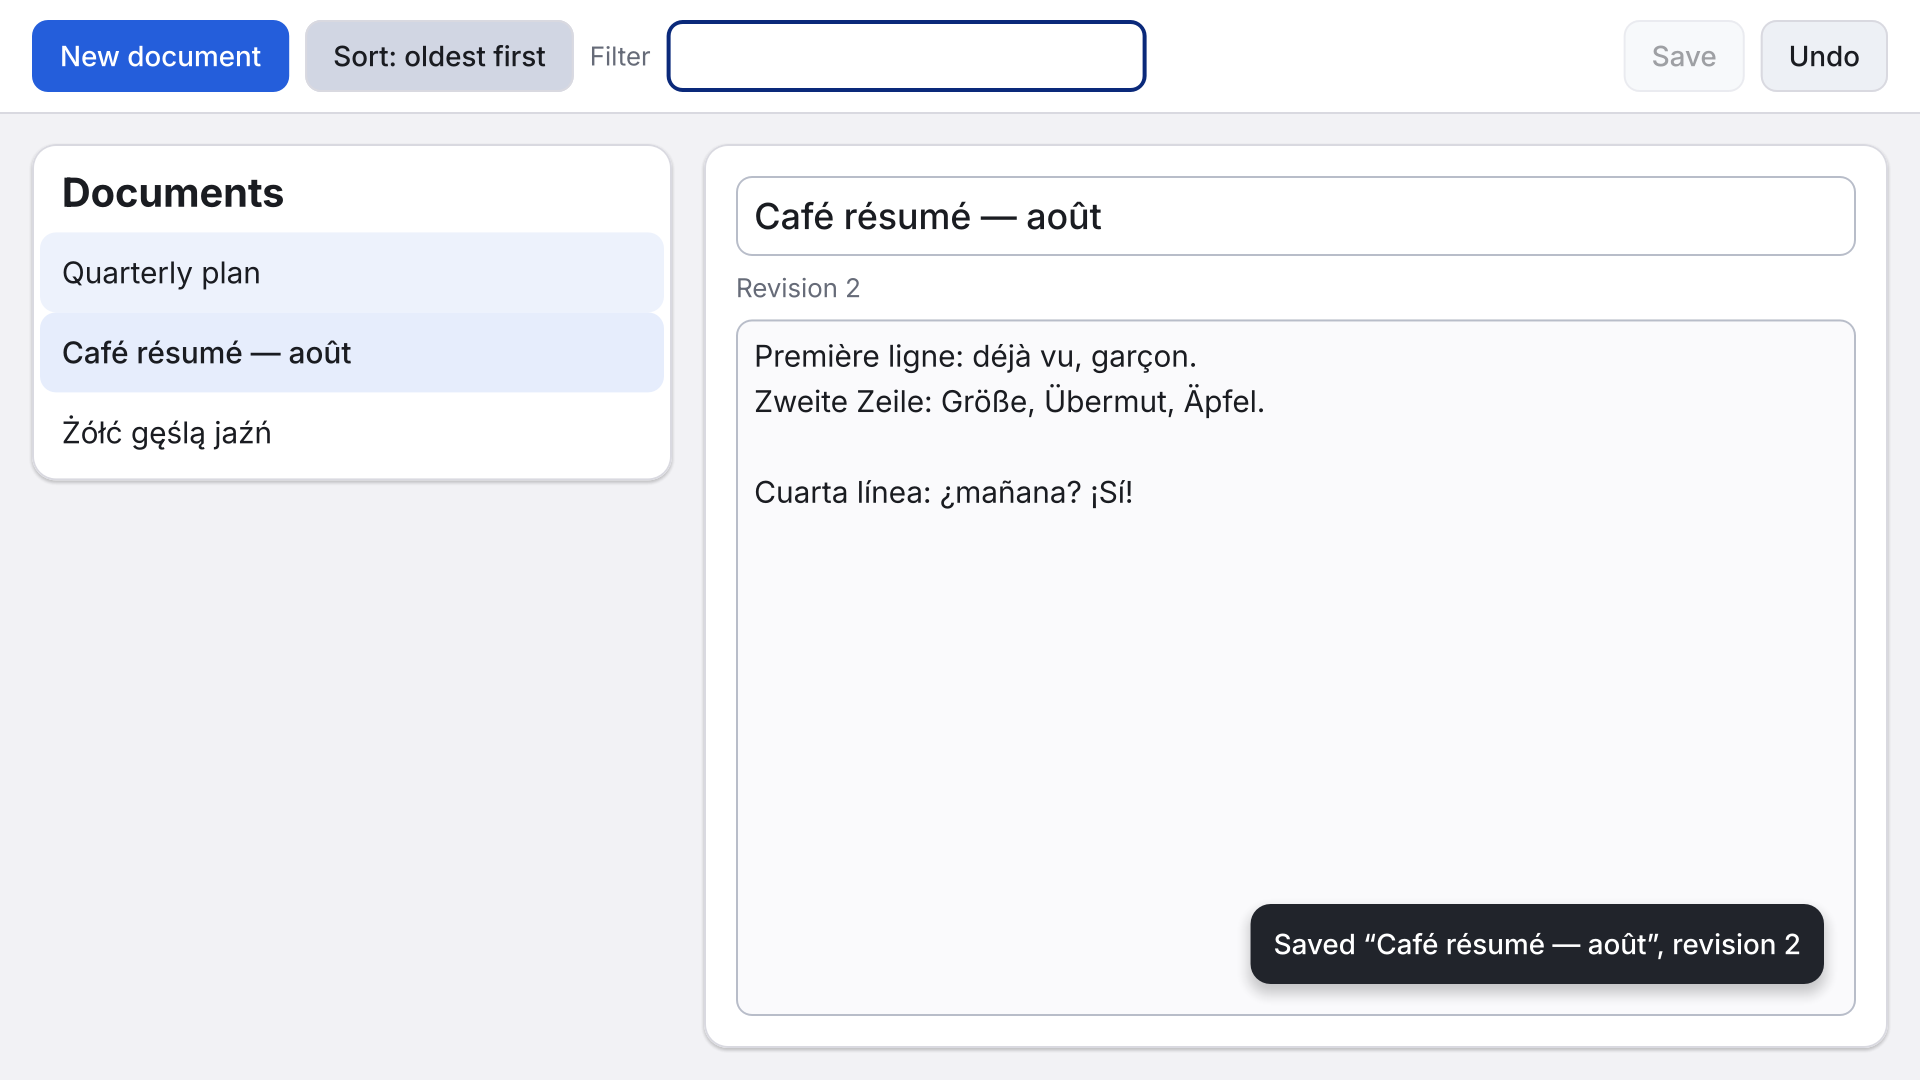 New document
Sort: oldest first
Filter
Save
Undo
Documents
Quarterly plan
Café résumé — août
Żółć gęślą jaźń
Café résumé — août
Revision 2
Première ligne: déjà vu, garçon.
Zweite Zeile: Größe, Übermut, Äpfel.
Cuarta línea: ¿mañana? ¡Sí!
Saved “Café résumé — août”, revision 2